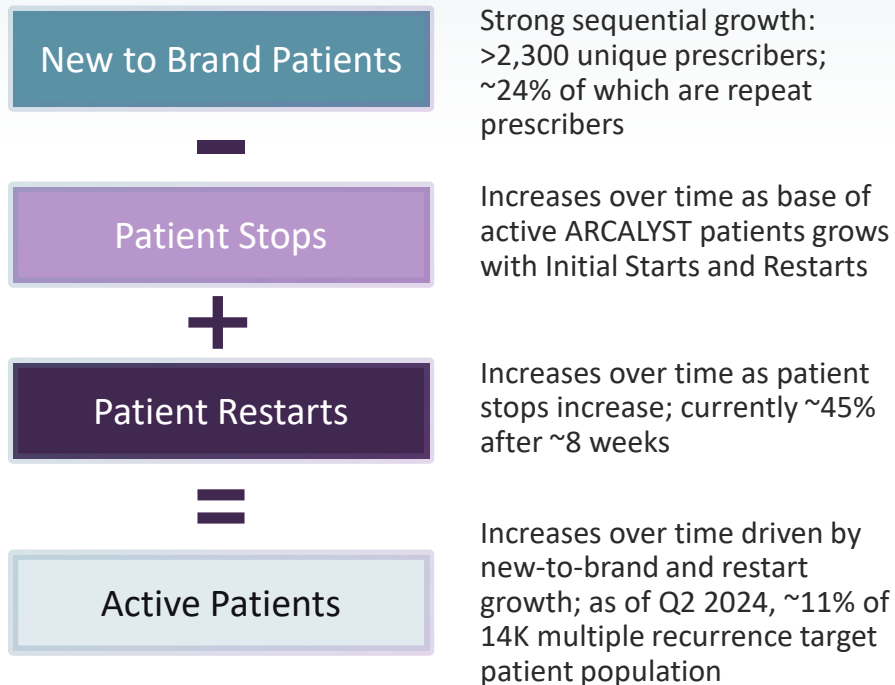 New to Brand Patients
Strong sequential growth:
>2,300 unique prescribers;
~24% of which are repeat
prescribers
-
Patient Stops
Increases over time as base of
active ARCALYST patients grows
with Initial Starts and Restarts
+
Patient Restarts
Increases over time as patient
stops increase; currently ~45%
after ~8 weeks
=
Active Patients
Increases over time driven by
new-to-brand and restart
growth; as of Q2 2024, ~11% of
14K multiple recurrence target
patient population